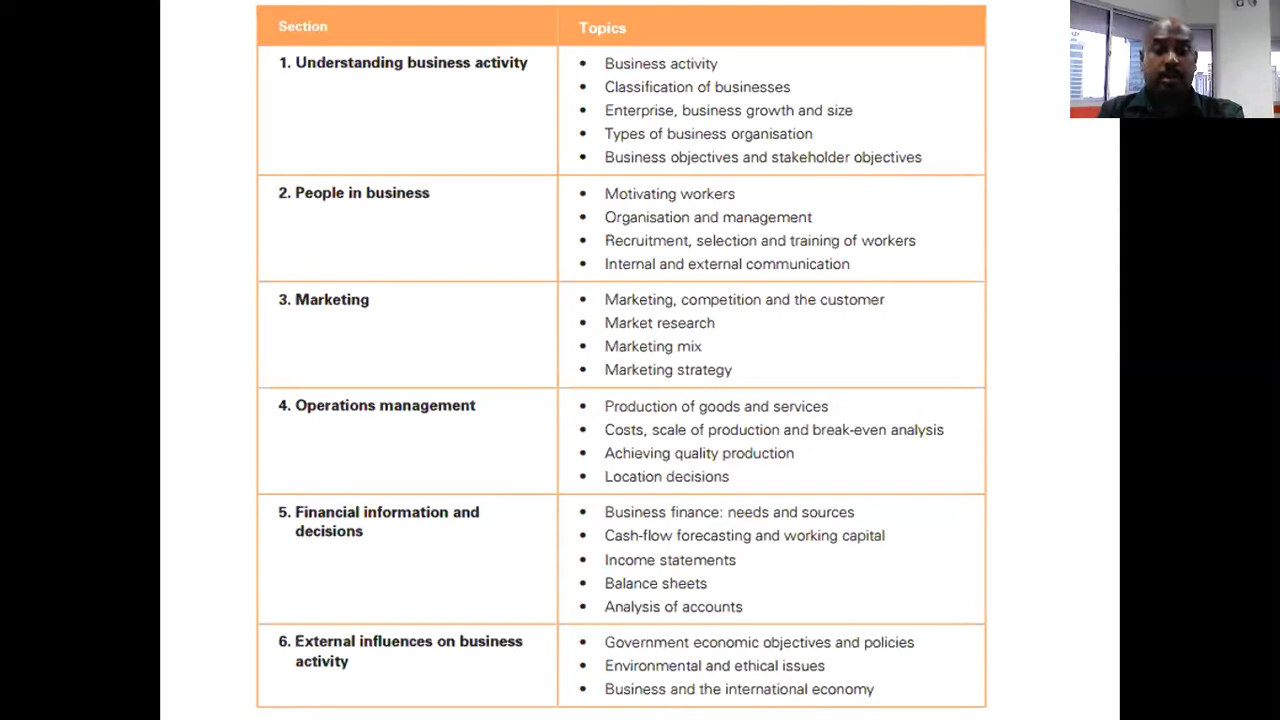 Section
Topics
1. Understanding business activity
• Business activity
• Classification of businesses
• Enterprise, business growth and size
• Types of business organisation
• Business objectives and stakeholder objectives
2. People in business
• Motivating workers
• Organisation and management
• Recruitment, selection and training of workers
• Internal and external communication
3. Marketing
• Marketing, competition and the customer
• Market research
• Marketing mix
• Marketing strategy
4. Operations management
• Production of goods and services
• Costs, scale of production and break-even analysis
• Achieving quality production
• Location decisions
5. Financial information and
decisions
• Business finance: needs and sources
• Cash-flow forecasting and working capital
• Income statements
• Balance sheets
• Analysis of accounts
6. External influences on business
activity
• Government economic objectives and policies
• Environmental and ethical issues
• Business and the international economy